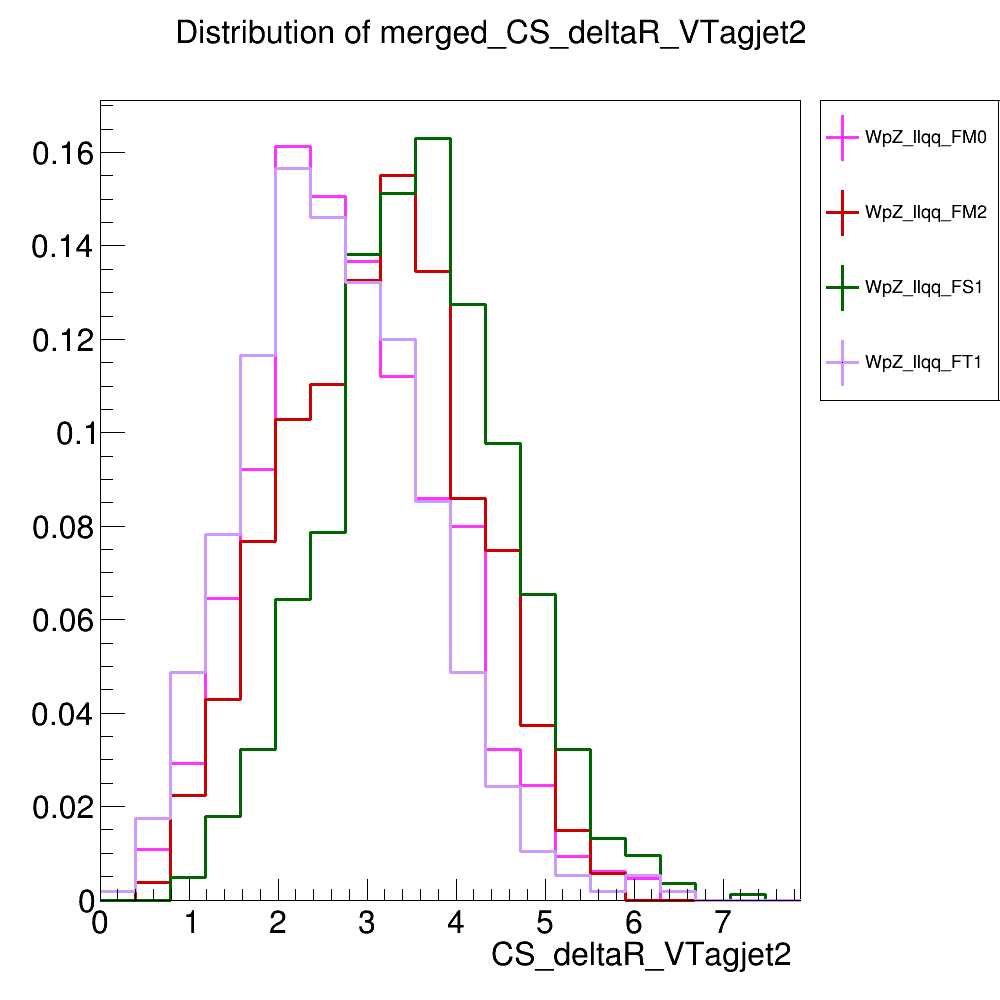 Distribution of merged_CS_deltaR_VTagjet2
WpZ_llqq_FM0
WpZ_llqq_FM2
WpZ_llqq_FS1
WpZ_llqq_FT1
0.16
0.14
0.12
0.1
0.08
0.06
0.04
0.02
0
0 1 2 3 4 5 6 7
CS_deltaR_VTagjet2